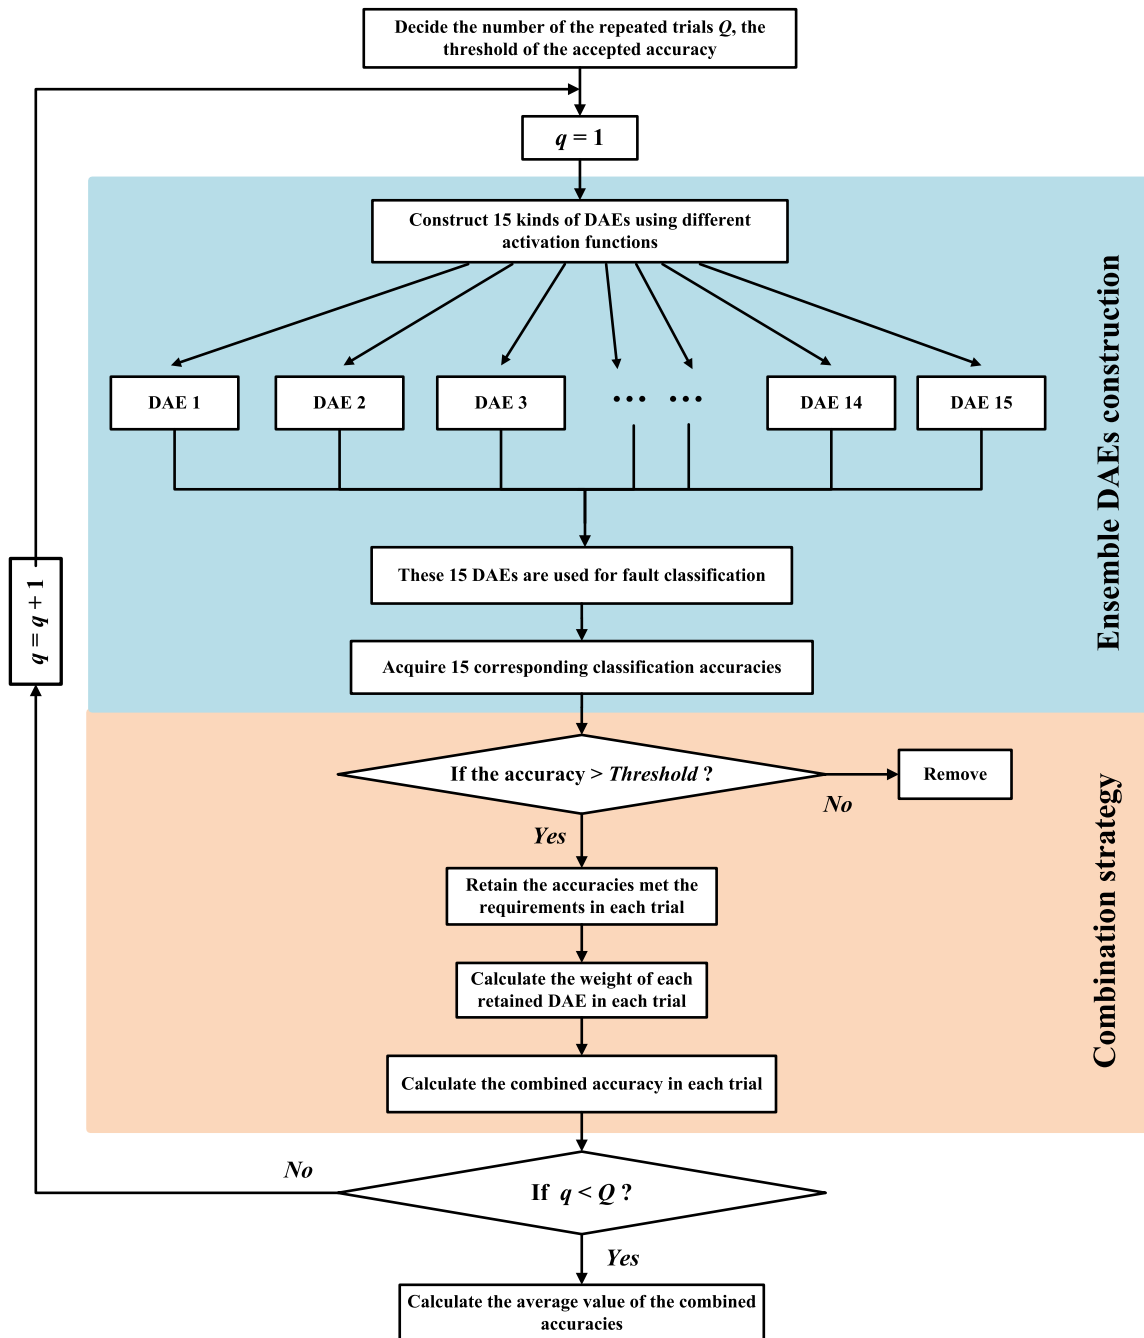 Decide the number of the repeated trials Q, the
threshold of the accepted accuracy
q = 1
Construct 15 kinds of DAEs using different
activation functions
DAE 1
DAE 2
DAE 3
... ...
DAE 14
DAE 15
These 15 DAEs are used for fault classification
Acquire 15 corresponding classification accuracies
Ensemble DAEs construction
q = q + 1
If the accuracy > Threshold ?
No
Remove
Yes
Retain the accuracies met the
requirements in each trial
Calculate the weight of each
retained DAE in each trial
Calculate the combined accuracy in each trial
Combination strategy
No
If q < Q ?
Yes
Calculate the average value of the combined
accuracies